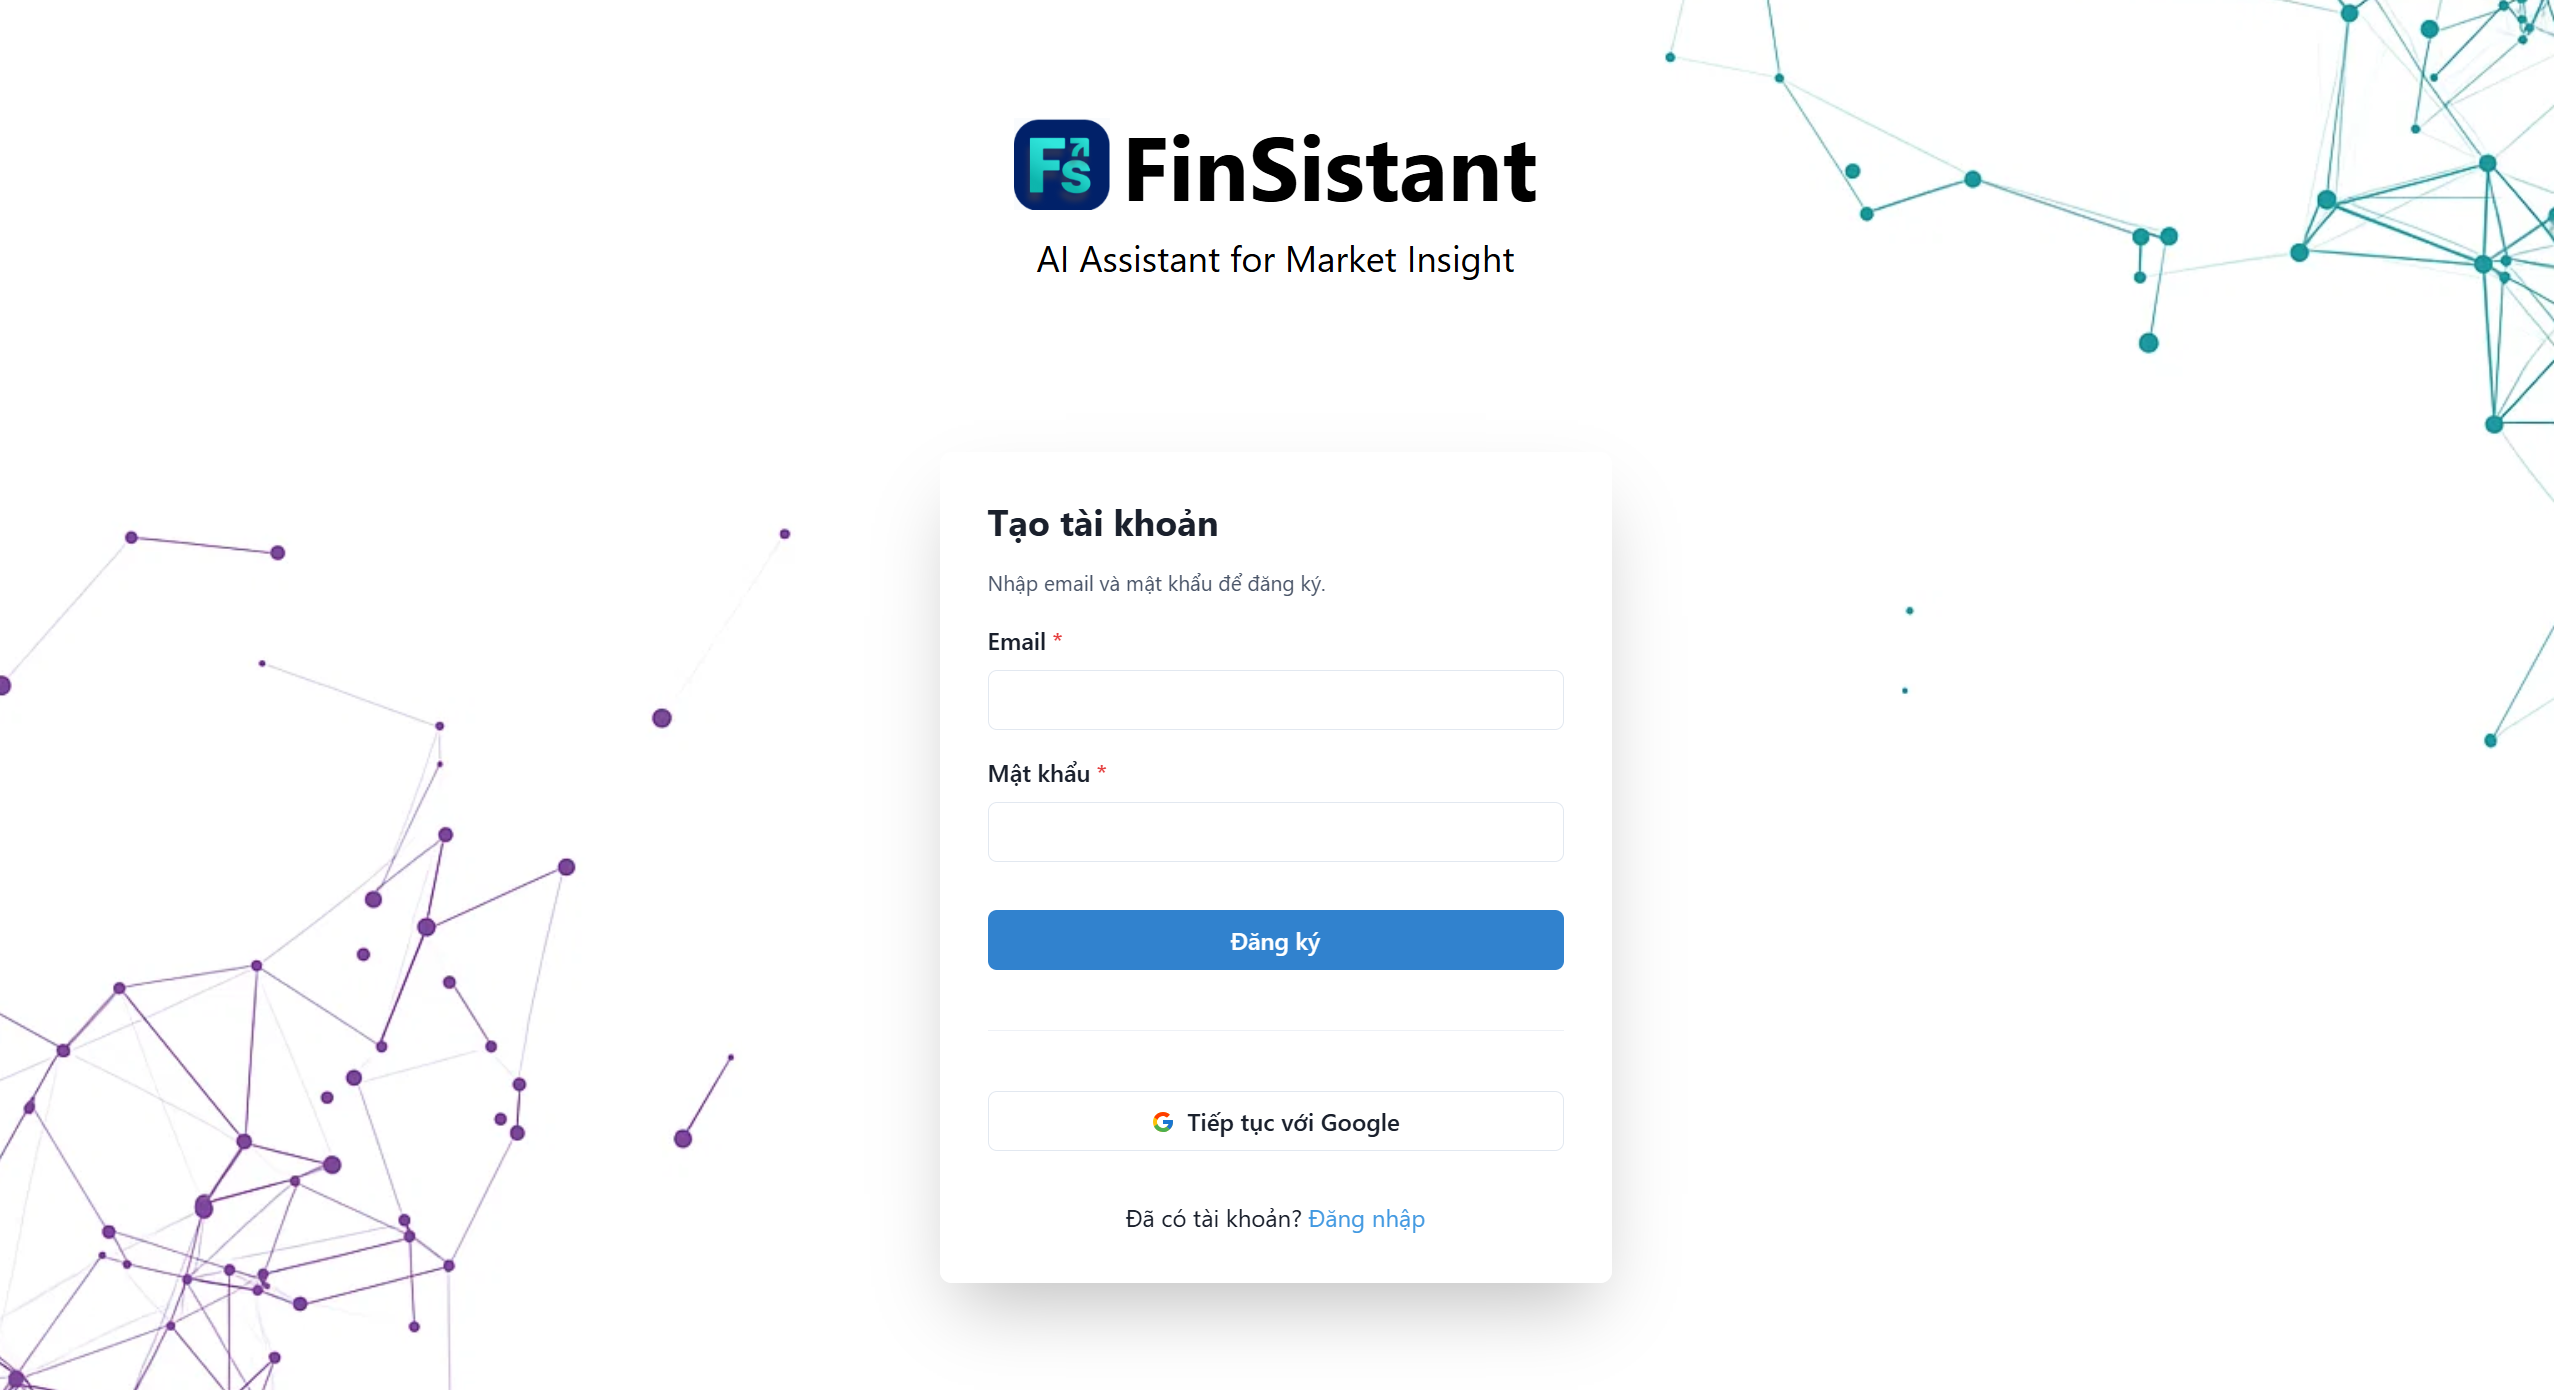 Fs FinSistant
AI Assistant for Market Insight
Tạo tài khoản
Nhập email và mật khẩu để đăng ký.
Email *
Mật khẩu *
Đăng ký
Tiếp tục với Google
Đã có tài khoản? Đăng nhập